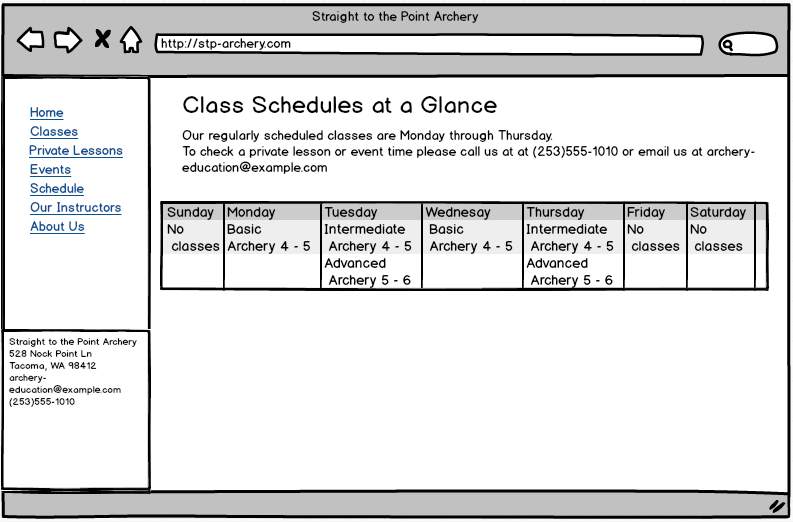 Straight to the Point Archery
http://stp-archery.com
Home
Classes
Private Lessons
Events
Schedule
Our Instructors
About Us
Straight to the Point Archery
528 Nock Point Ln
Tacoma, WA 98412
archery-
education@example.com
(253)555-1010
Class Schedules at a Glance
Our regularly scheduled classes are Monday through Thursday.
To check a private lesson or event time please call us at at (253)555-1010 or email us at archery-
education@example.com
Sunday Monday Tuesday Wednesay Thursday Friday Saturday
No Basic Intermediate Basic Intermediate No No
classes Archery 4 - 5 Archery 4 - 5 Archery 4 - 5 Archery 4 - 5 classes classes
Advanced Advanced
Archery 5 - 6 Archery 5 - 6